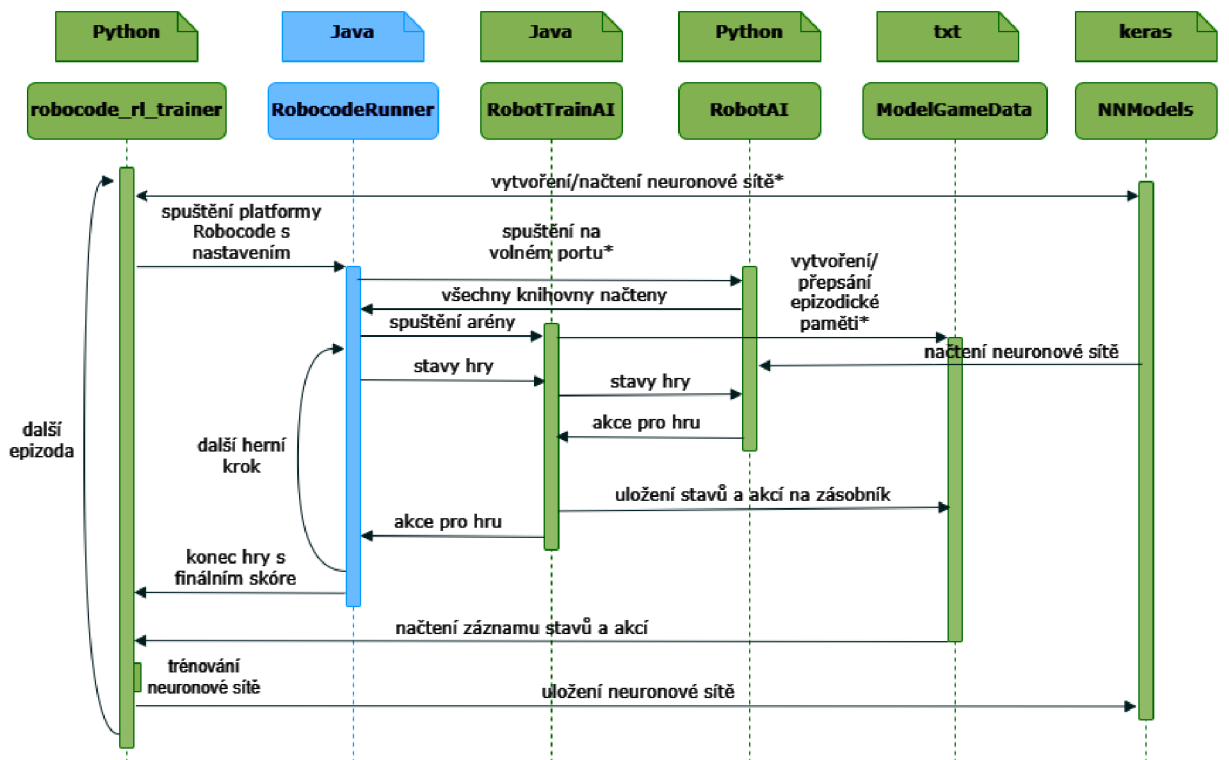 Python
Java
Java
Python
txt
keras
robocode_rl_trainer
RobocodeRunner
RobotTrainAI
RobotAI
ModelGameData
NNModels
vytvoření/načtení neuronové sítě*
spuštění platformy
Robocode s
nastavením
spuštění na
volném portu*
vytvoření/
přepsání
epizodické
paměti*
všechny knihovny načteny
spuštění arény
načtení neuronové sítě
stavy hry
stavy hry
akce pro hru
další
epizoda
další herní
krok
uložení stavů a akcí na zásobník
akce pro hru
konec hry s
finálním skóre
načtení záznamu stavů a akcí
trénování
neuronové sítě
uložení neuronové sítě